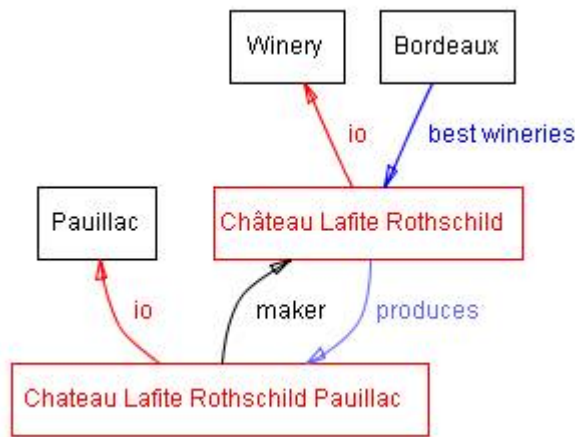 Winery
Bordeaux
io
best wineries
Pauillac
Château Lafite Rothschild
io
maker
produces
Chateau Lafite Rothschild Pauillac